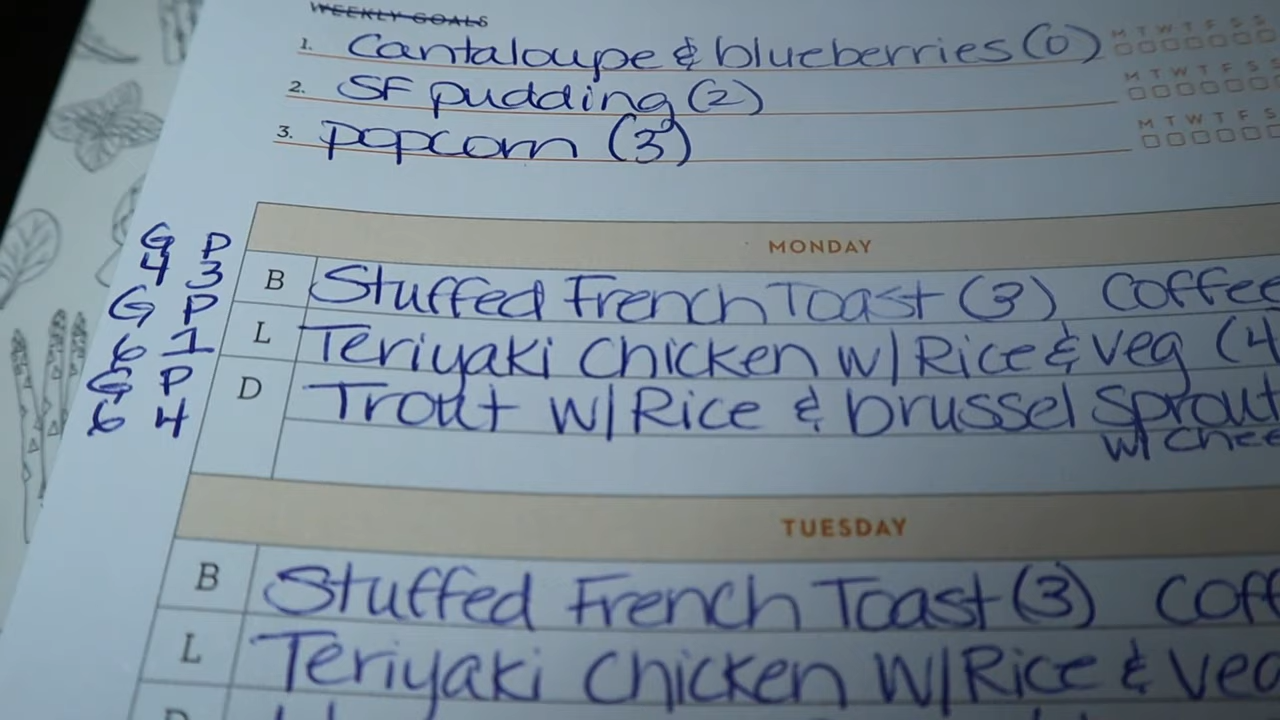 WEEKLY GOALS
1. Cantaloupe & blueberries (0) M T W T F S S
2. SF pudding (2) M T W T F S
3. popcorn (3) M T W T F S
MONDAY
G P
4 3
B Stuffed French Toast (3) Coffee
G P
6 1
L Teriyaki Chicken w/ Rice & veg (4
G P
6 4
D Trout w/ Rice & brussel sprout
w/ chee
TUESDAY
B Stuffed French Toast (3) Coff
L Teriyaki Chicken w/ Rice & veg